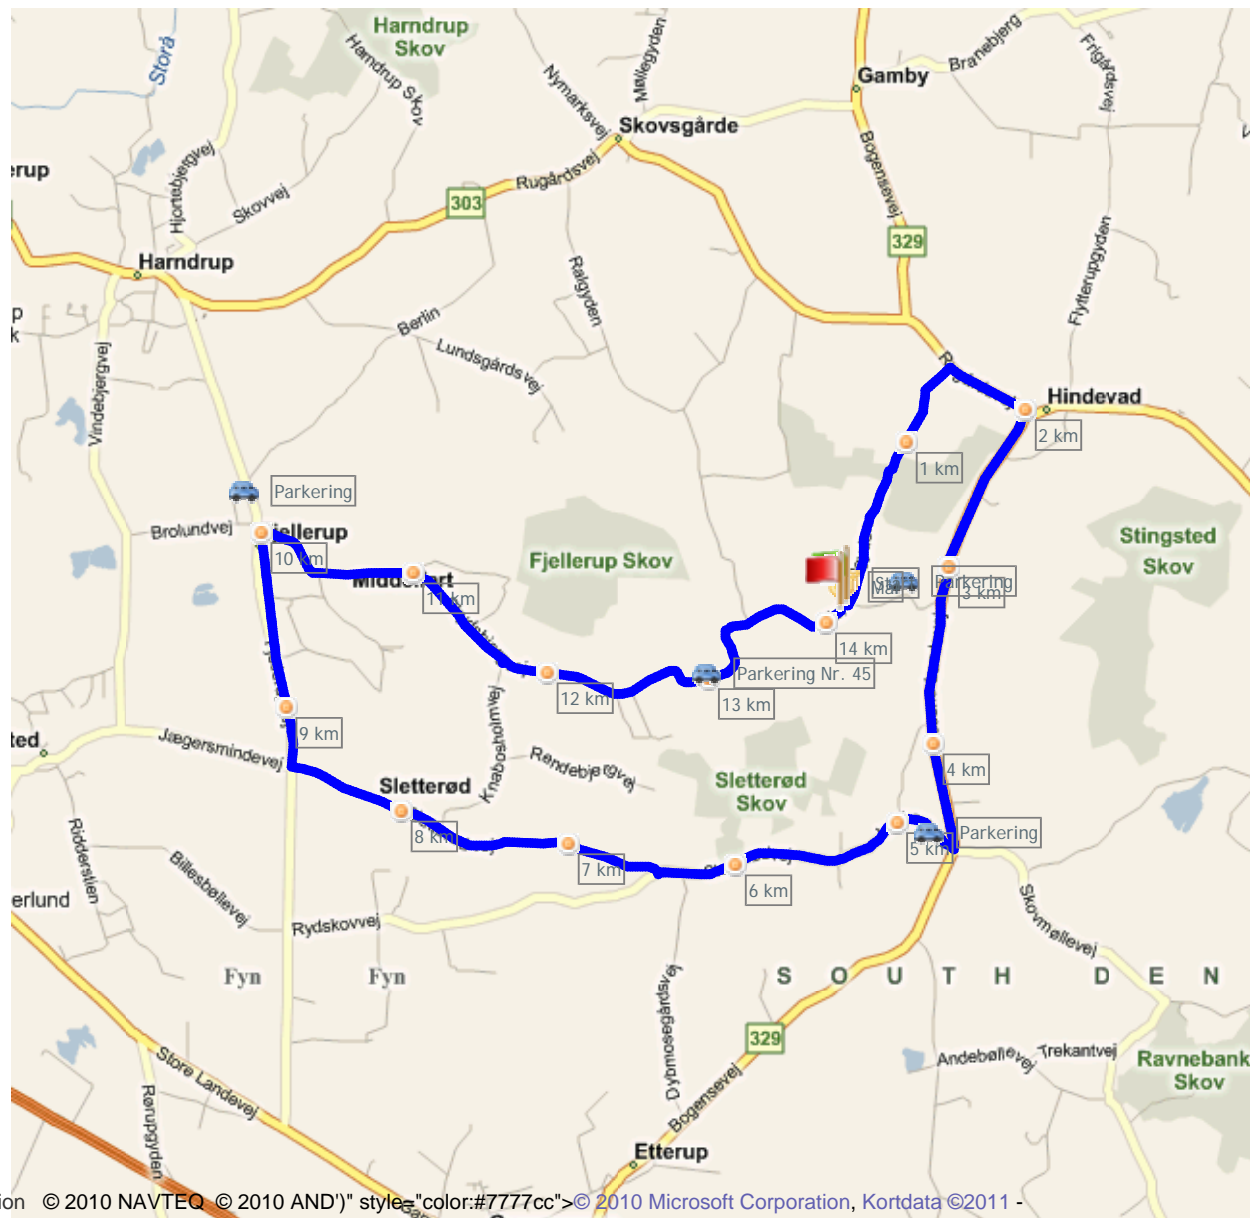 Harndrup
Skov
Storå
Harndrup Skov
Nymarksvej
Møllegyden
Gamby
Branebjerg
Frigårdsvej
Skovsgårde
Bogensevej
erup
Hjortebjergvej
Skovvej
Rugårdsvej
303
329
Harndrup
Ralgyden
Flytterupgyden
p
k
Berlin
Lundsgårdsvej
Vindebjergvej
Hindevad
2 km
1 km
Parkering
Brolundvej
10 km
Fjellerup Skov
Stingsted
Skov
11 km
Parkering
3 km
14 km
Parkering Nr. 45
12 km
13 km
9 km
ted
Jægersmindevej
Knabosholmvej
Rendebjergvej
Sletterød
Sletterød
Skov
4 km
8 km
Parkering
5 km
7 km
6 km
Ridderstien
Billesbøllevej
erlund
Rydskovvej
Skovmøllevej
Fyn
Fyn
S O U T H D E N
Dybmosegårdsvej
329
Andebøllevej
Trekantvej
Ravnebank
Skov
Store Landevej
Rørupgyden
Bogensevej
Etterup
ion © 2010 NAVTEQ © 2010 AND')" style="color:#7777cc">© 2010 Microsoft Corporation, Kortdata ©2011 -